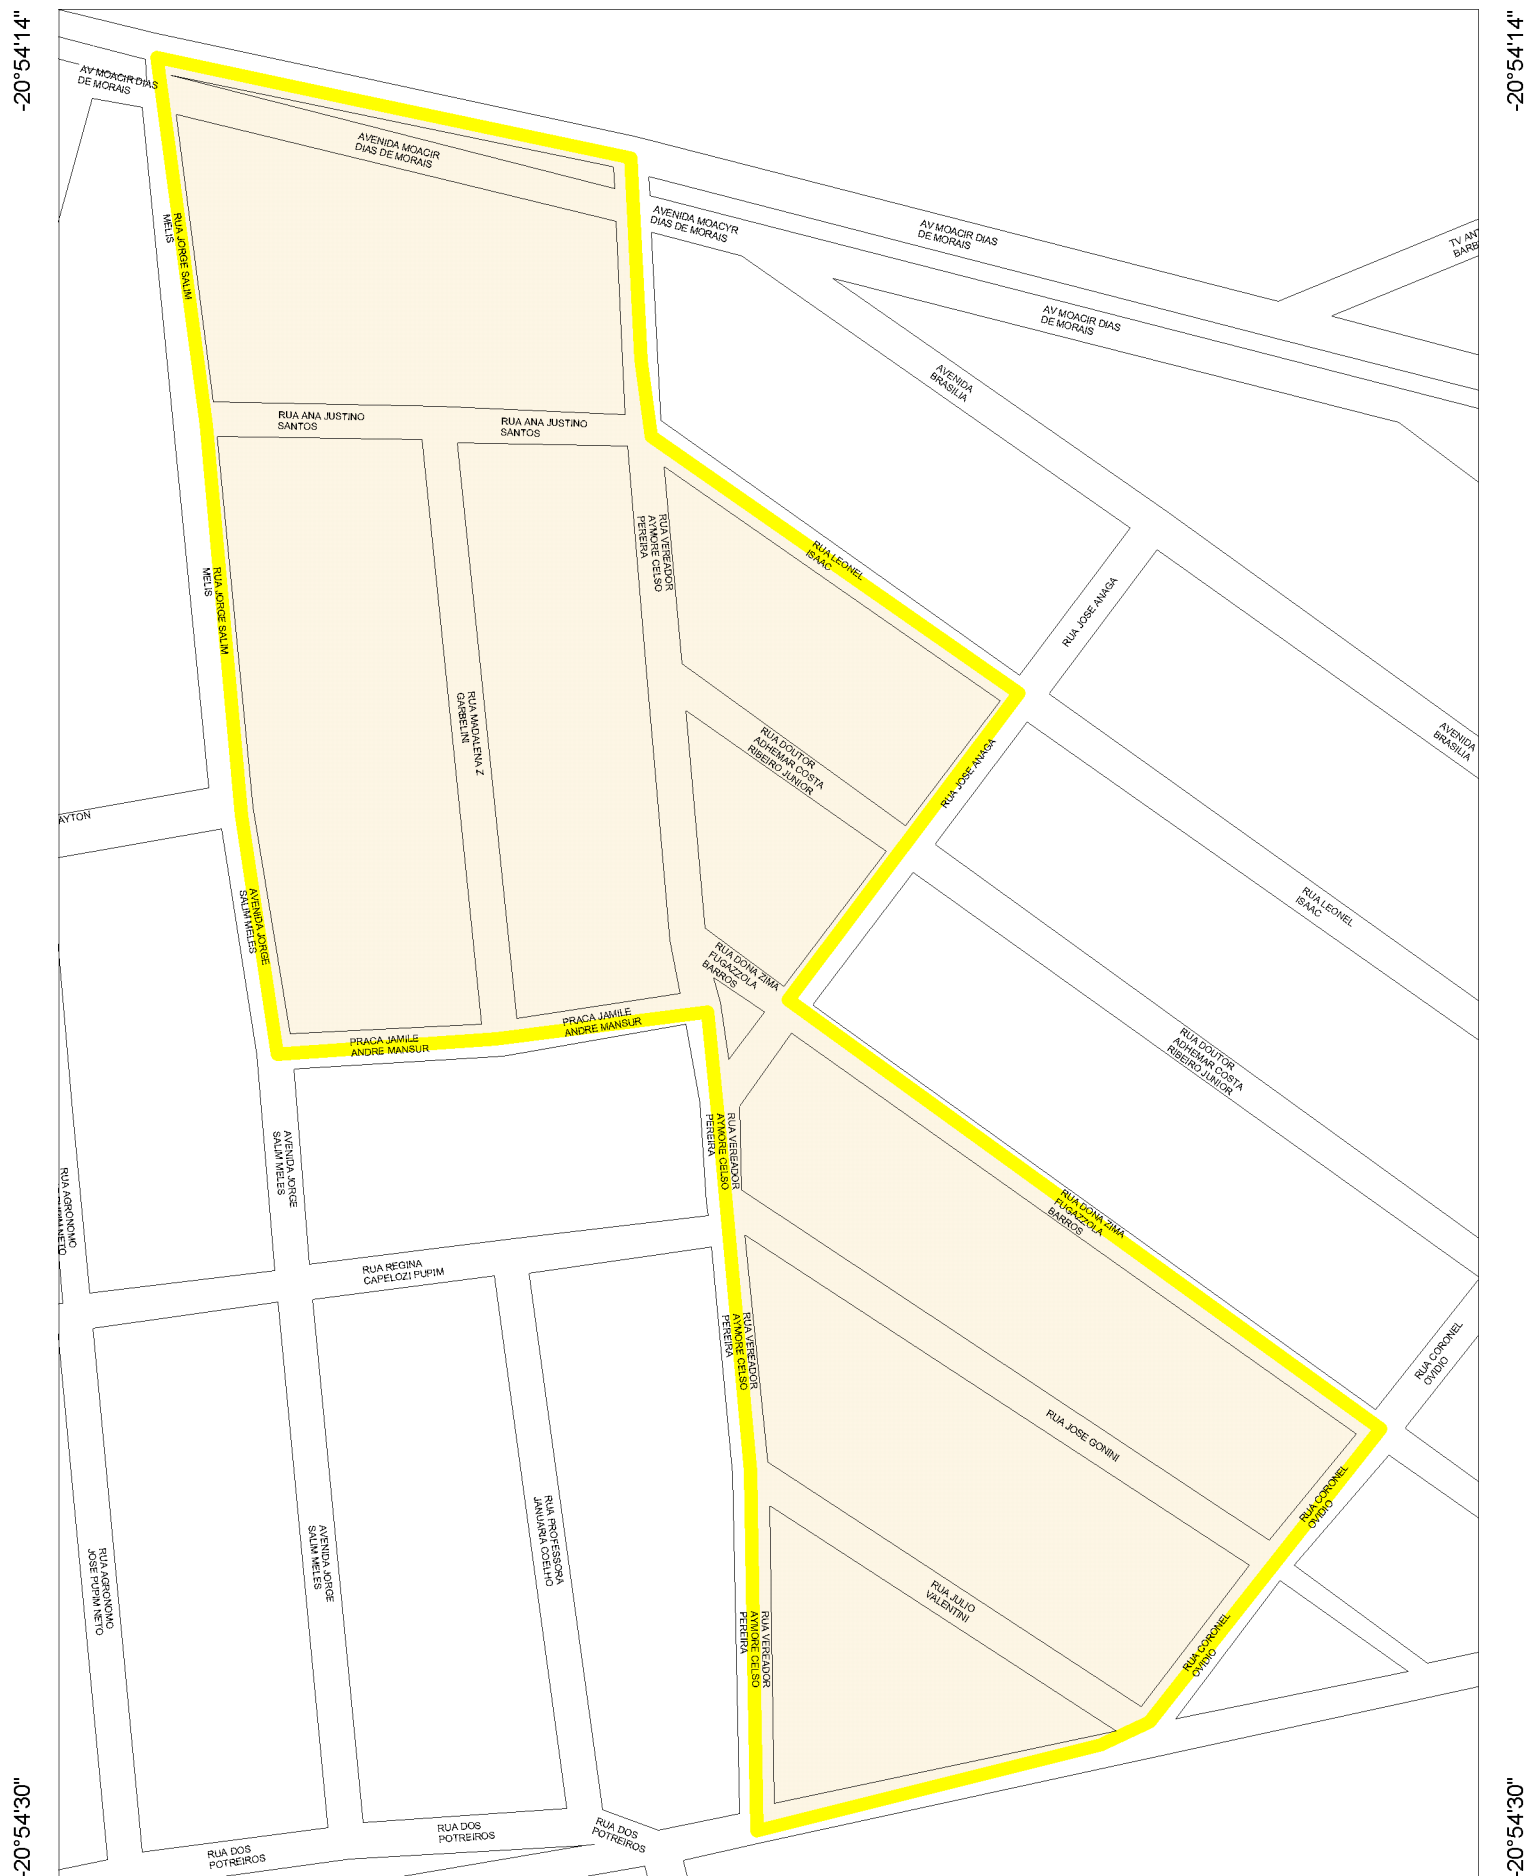 -20°54'14"
-20°54'14"
AV MOACIR DIAS
DE MORAIS
AVENIDA MOACIR
DIAS DE MORAIS
AVENIDA MOACYR
DIAS DE MORAIS
AV MOACIR DIAS
DE MORAIS
AV MOACIR DIAS
DE MORAIS
RUA JORGE SALIM
MELIS
AVENIDA
BRASILIA
RUA ANA JUSTINO
SANTOS
RUA ANA JUSTINO
SANTOS
RUA VEREADOR
AYMORE CELSO
PEREIRA
RUA LEONEL
ISAAC
RUA JORGE SALIM
MELIS
RUA JOSE ANAGA
RUA MADALENA Z
GARBELINI
RUA DOUTOR
ADHEMAR COSTA
RIBEIRO JUNIOR
RUA JOSE ANAGA
AVENIDA
BRASILIA
AYTON
AVENIDA JORGE
SALIM MELES
RUA LEONEL
ISAAC
RUA DONA ZIMA
FUGAZZOLA
BARROS
PRACA JAMILE
ANDRE MANSUR
PRACA JAMILE
ANDRE MANSUR
RUA DOUTOR
ADHEMAR COSTA
RIBEIRO JUNIOR
AVENIDA JORGE
SALIM MELES
RUA VEREADOR
AYMORE CELSO
PEREIRA
RUA AGRONOMO
PUPIM NETO
RUA DONA ZIMA
FUGAZZOLA
BARROS
RUA REGINA
CAPELOZI PUPIM
RUA VEREADOR
AYMORE CELSO
PEREIRA
RUA CORONEL
OVIDIO
RUA JOSE GONINI
RUA CORONEL
OVIDIO
RUA PROFESSORA
JANUARIA COELHO
AVENIDA JORGE
SALIM MELES
RUA AGRONOMO
JOSE PUPIM NETO
RUA JULIO
VALENTINI
RUA VEREADOR
AYMORE CELSO
PEREIRA
RUA CORONEL
OVIDIO
RUA DOS
POTREIROS
RUA DOS
POTREIROS
RUA DOS
POTREIROS
-20°54'30"
-20°54'30"